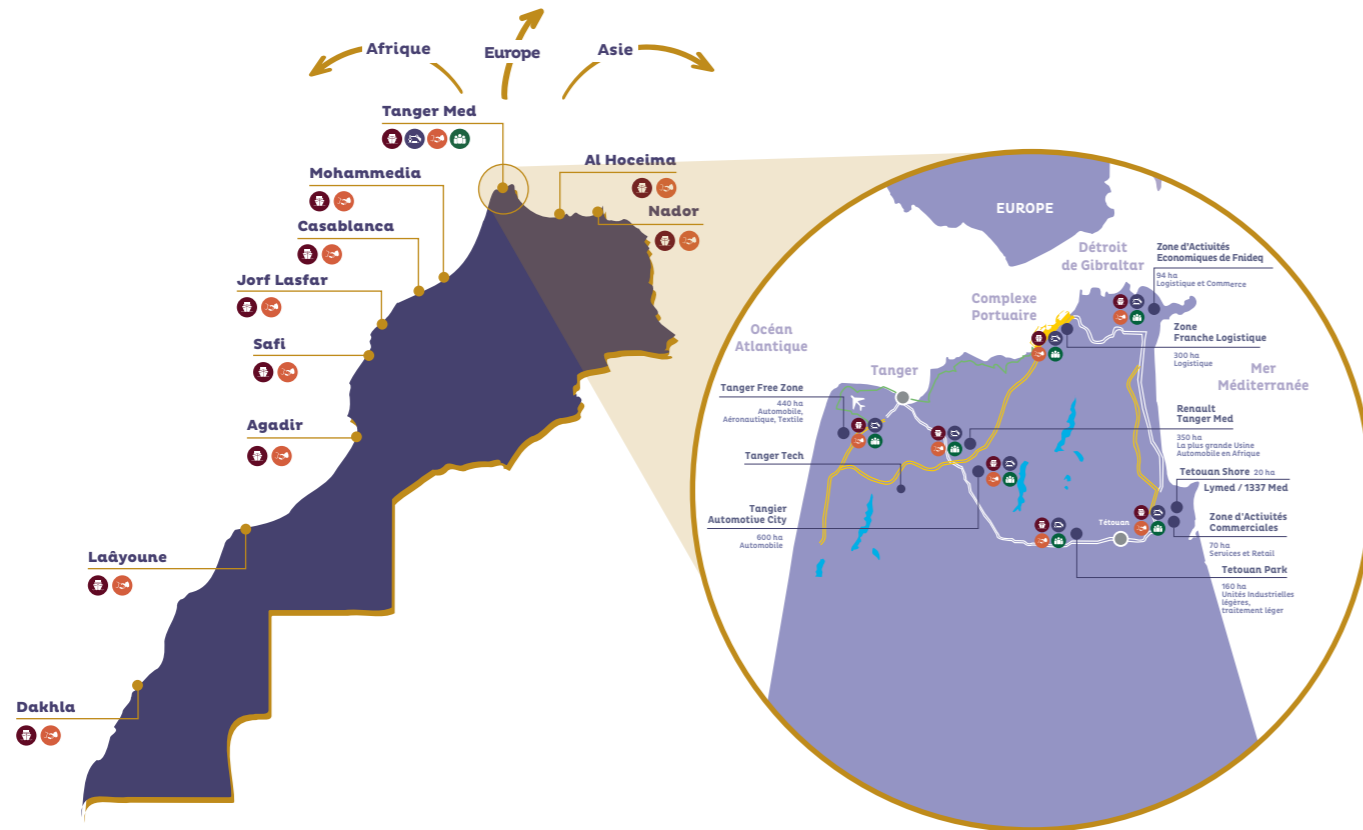 Afrique
Europe
Asie
Tanger Med
Al Hoceima
Mohammedia
Nador
Casablanca
Jorf Lasfar
Safi
Agadir
Laâyoune
Dakhla
EUROPE
Détroit
de Gibraltar
Zone d'Activités
Economiques de Fnideq
94 ha
Logistique et Commerce
Complexe
Portuaire
Océan
Atlantique
Zone
Franche Logistique
300 ha
Logistique
Mer
Méditerranée
Tanger
Tanger Free Zone
440 ha
Automobile,
Aéronautique, Textile
Renault
Tanger Med
350 ha
La plus grande Usine
Automobile en Afrique
Tanger Tech
Tetouan Shore 20 ha
Lymed / 1337 Med
Tangier
Automotive City
600 ha
Automobile
Tétouan
Zone d'Activités
Commerciales
70 ha
Services et Retail
Tetouan Park
160 ha
Unités Industrielles
légères,
traitement léger